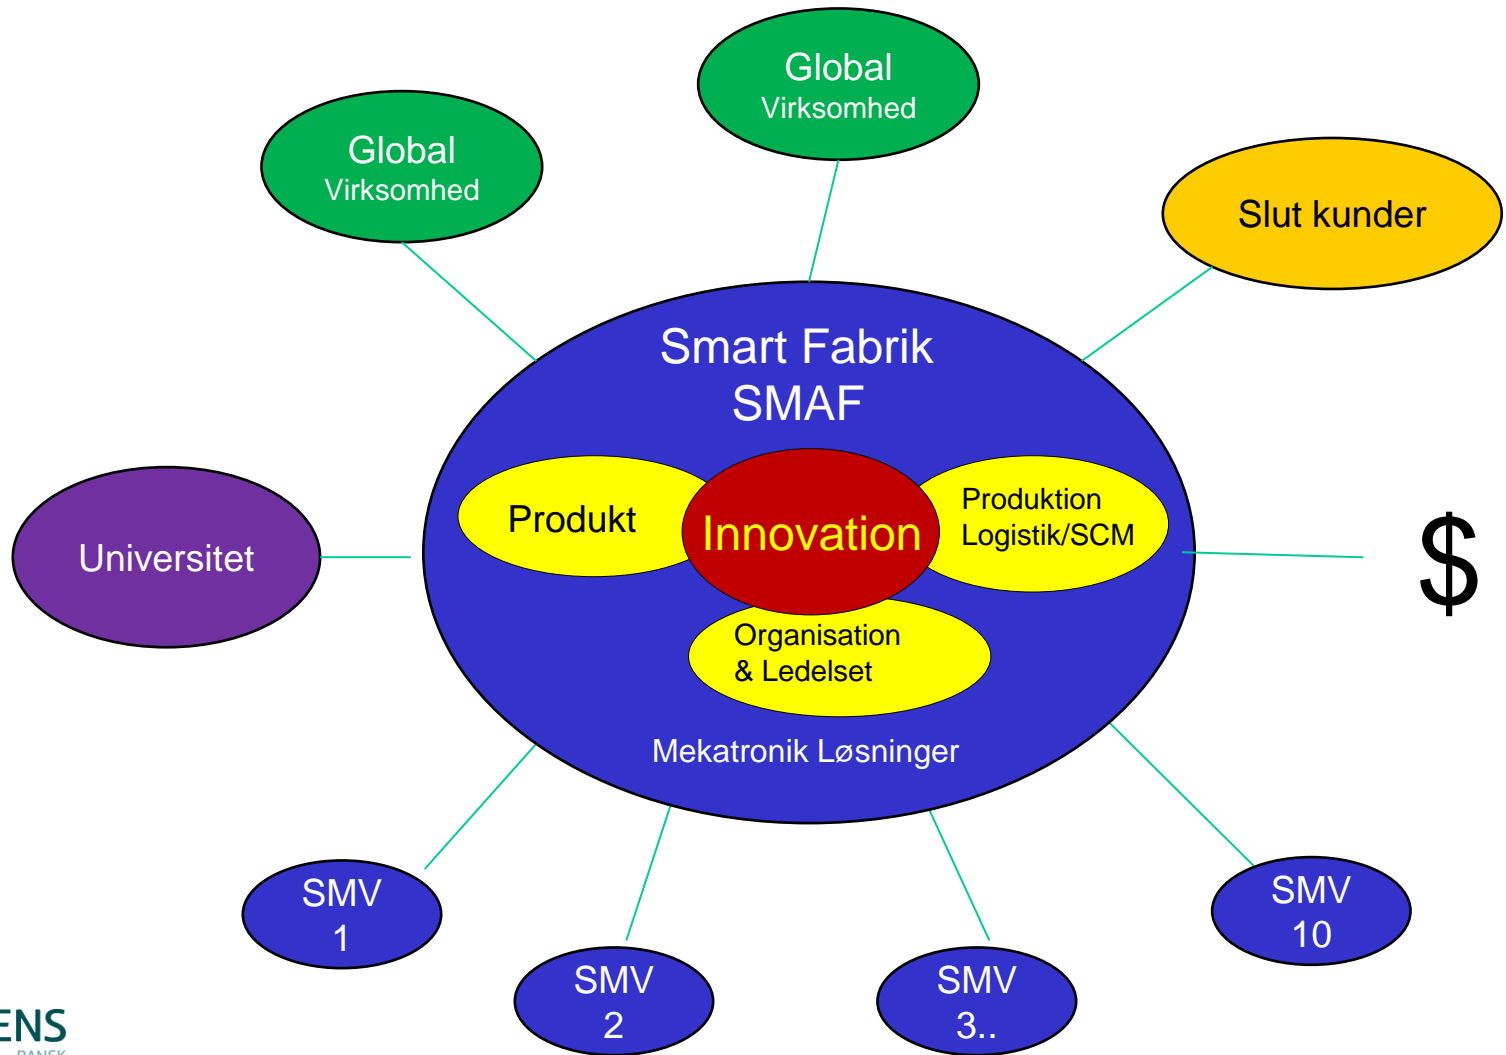 Global
Virksomhed
Global
Virksomhed
Slut kunder
Smart Fabrik
SMAF
Produkt
Innovation
Produktion
Logistik/SCM
Universitet
$
Organisation
& Ledelset
Mekatronik Løsninger
SMV
1
SMV
2
SMV
3..
SMV
10
ENS
DANSK